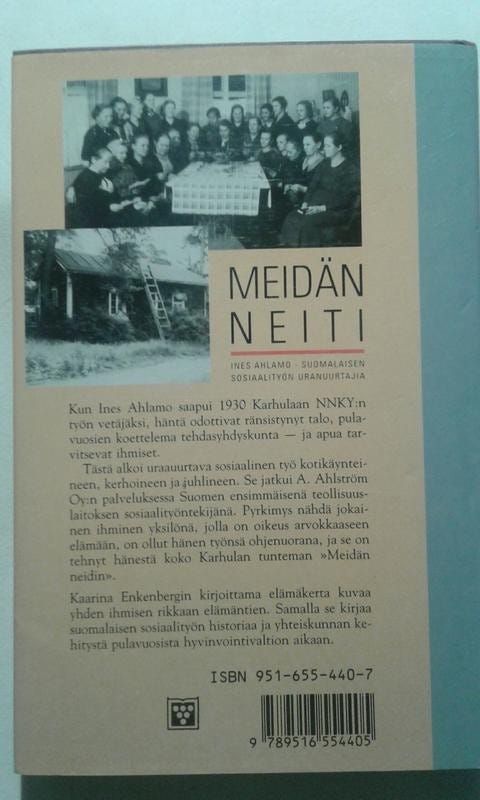 MEIDÄN
NEITI
INES AHLAMO - SUOMALAISEN
SOSIAALITYÖN URANUURTAJIA
Kun Ines Ahlamo saapui 1930 Karhulaan NNKY:n
työn vetäjäksi, häntä odottivat ränsistynyt talo, pula-
vuosien koettelema tehdasyhdyskunta — ja apua tar-
vitsevat ihmiset.
Tästä alkoi uraauurtava sosiaalinen työ kotikäyntei-
neen, kerhoineen ja juhlineen. Se jatkui A. Ahlström
Oy:n palveluksessa Suomen ensimmäisenä teollisuus-
laitoksen sosiaalityöntekijänä. Pyrkimys nähdä jokai-
nen ihminen yksilönä, jolla on oikeus arvokkaaseen
elämään, on ollut hänen työnsä ohjenuorana, ja se on
tehnyt hänestä koko Karhulan tunteman »Meidän
neidin».
Kaarina Enkenbergin kirjoittama elämäkerta kuvaa
yhden ihmisen rikkaan elämäntien. Samalla se kirjaa
suomalaisen sosiaalityön historiaa ja yhteiskunnan ke-
hitystä pulavuosista hyvinvointivaltion aikaan.
ISBN 951-655-440-7
9 789516 554405